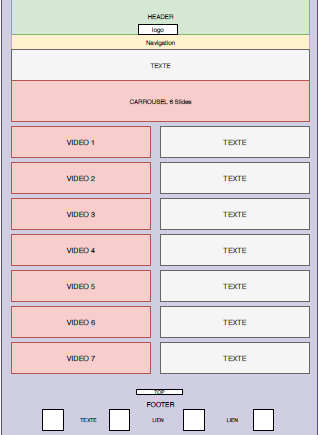 HEADER
logo
Navigation
TEXTE
CARROUSEL 6 Slides
VIDEO 1 TEXTE
VIDEO 2 TEXTE
VIDEO 3 TEXTE
VIDEO 4 TEXTE
VIDEO 5 TEXTE
VIDEO 6 TEXTE
VIDEO 7 TEXTE
TOP
FOOTER
TEXTE LIEN LIEN